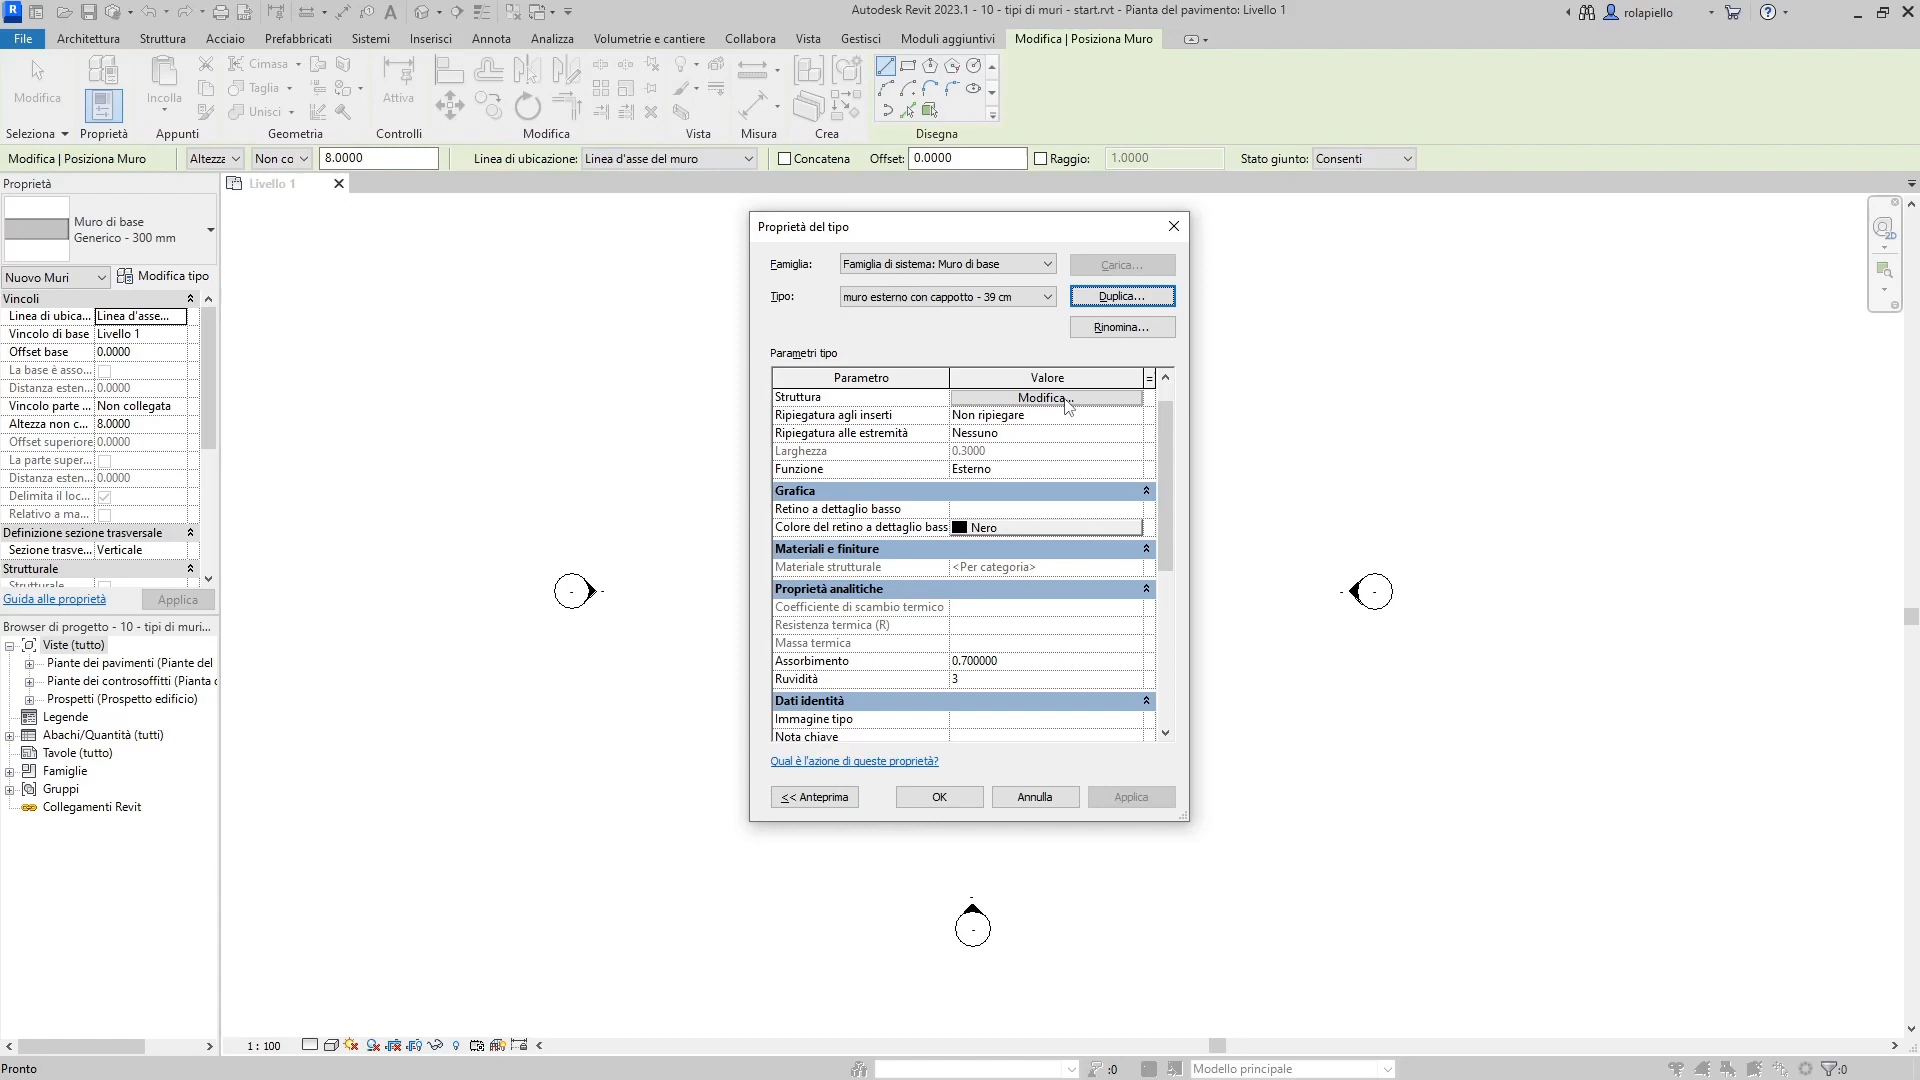 Autodesk Revit 2023.1 - 10 - tipi di muri - start.rvt - Pianta del pavimento: Livello 1
rolapiello
File Architettura Struttura Acciaio Prefabbricati Sistemi Inserisci Annota Analizza Volumetrie e cantiere Collabora Vista Gestisci Moduli aggiuntivi Modifica | Posiziona Muro
Modifica Incolla Cimasa Taglia Unisci Attiva
Seleziona Proprietà Appunti Geometria Controlli Modifica Vista Misura Crea Disegna
Modifica | Posiziona Muro Altezz Non co 8.0000 Linea di ubicazione: Linea d'asse del muro Concatena Offset: 0.0000 Raggio: 1.0000 Stato giunto: Consenti
Proprietà
Livello 1
Muro di base
Generico - 300 mm
Nuovo Muri Modifica tipo
Vincoli
Linea di ubica... Linea d'asse...
Vincolo di base Livello 1
Offset base 0.0000
La base è asso...
Distanza esten... 0.0000
Vincolo parte ... Non collegata
Altezza non c... 8.0000
Offset superiore 0.0000
La parte super...
Distanza esten... 0.0000
Delimita il loc...
Relativo a ma...
Definizione sezione trasversale
Sezione trasve... Verticale
Strutturale
Strutturale
Guida alle proprietà Applica
Browser di progetto - 10 - tipi di muri...
Viste (tutto)
Piante dei pavimenti (Piante del
Piante dei controsoffitti (Pianta c
Prospetti (Prospetto edificio)
Legende
Abachi/Quantità (tutti)
Tavole (tutto)
Famiglie
Gruppi
Collegamenti Revit
Proprietà del tipo
Famiglia: Famiglia di sistema: Muro di base Carica...
Tipo: muro esterno con cappotto - 39 cm Duplica...
Rinomina...
Parametri tipo
Parametro Valore =
Struttura Modifica...
Ripiegatura agli inserti Non ripiegare
Ripiegatura alle estremità Nessuno
Larghezza 0.3000
Funzione Esterno
Grafica
Retino a dettaglio basso
Colore del retino a dettaglio bass Nero
Materiali e finiture
Materiale strutturale <Per categoria>
Proprietà analitiche
Coefficiente di scambio termico
Resistenza termica (R)
Massa termica
Assorbimento 0.700000
Ruvidità 3
Dati identità
Immagine tipo
Nota chiave
Qual è l'azione di queste proprietà?
<< Anteprima OK Annulla Applica
1 : 100
Pronto
:0
Modello principale
:0